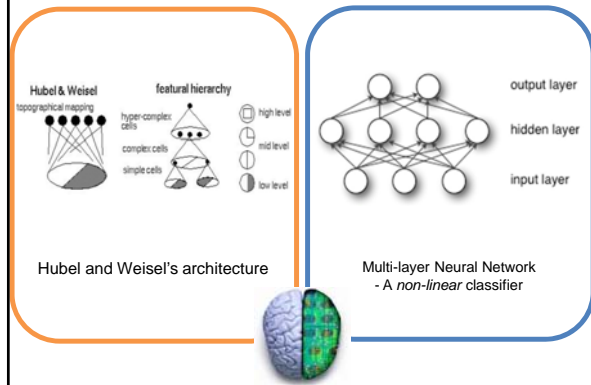 Hubel & Weisel
topographical mapping
featural hierarchy
hyper-complex
cells
complex cells
simple cells
high level
mid level
low level
Hubel and Weisel's architecture
output layer
hidden layer
input layer
Multi-layer Neural Network
- A non-linear classifier